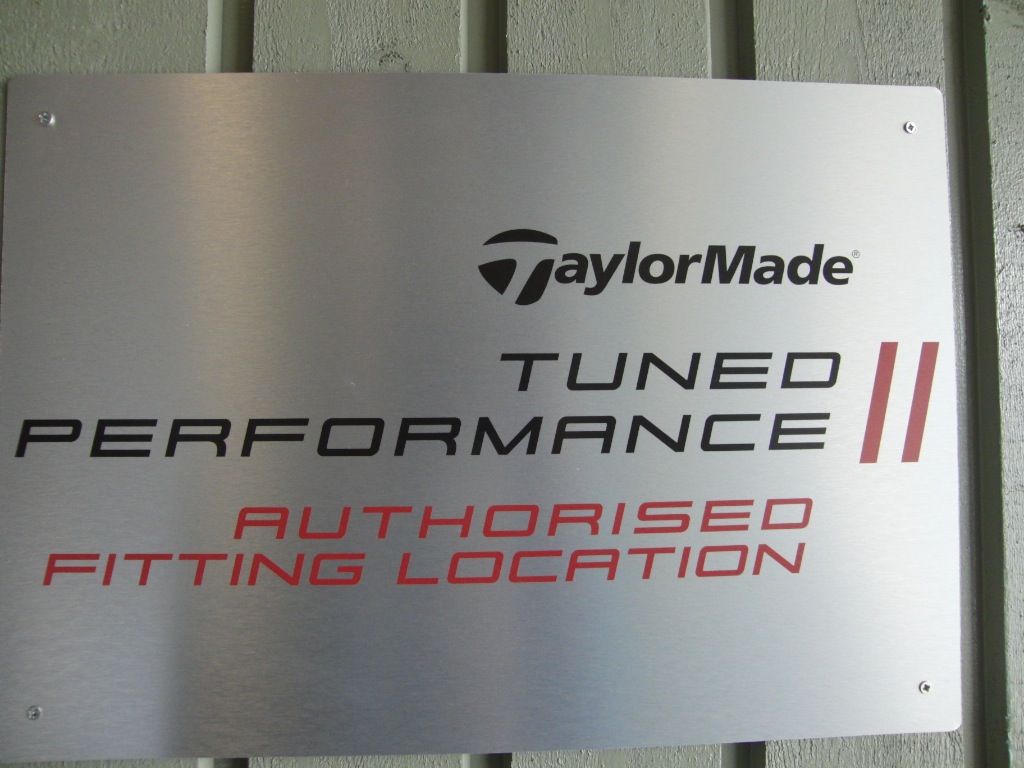 TaylorMade®
TUNED
PERFORMANCE
AUTHORISED
FITTING LOCATION